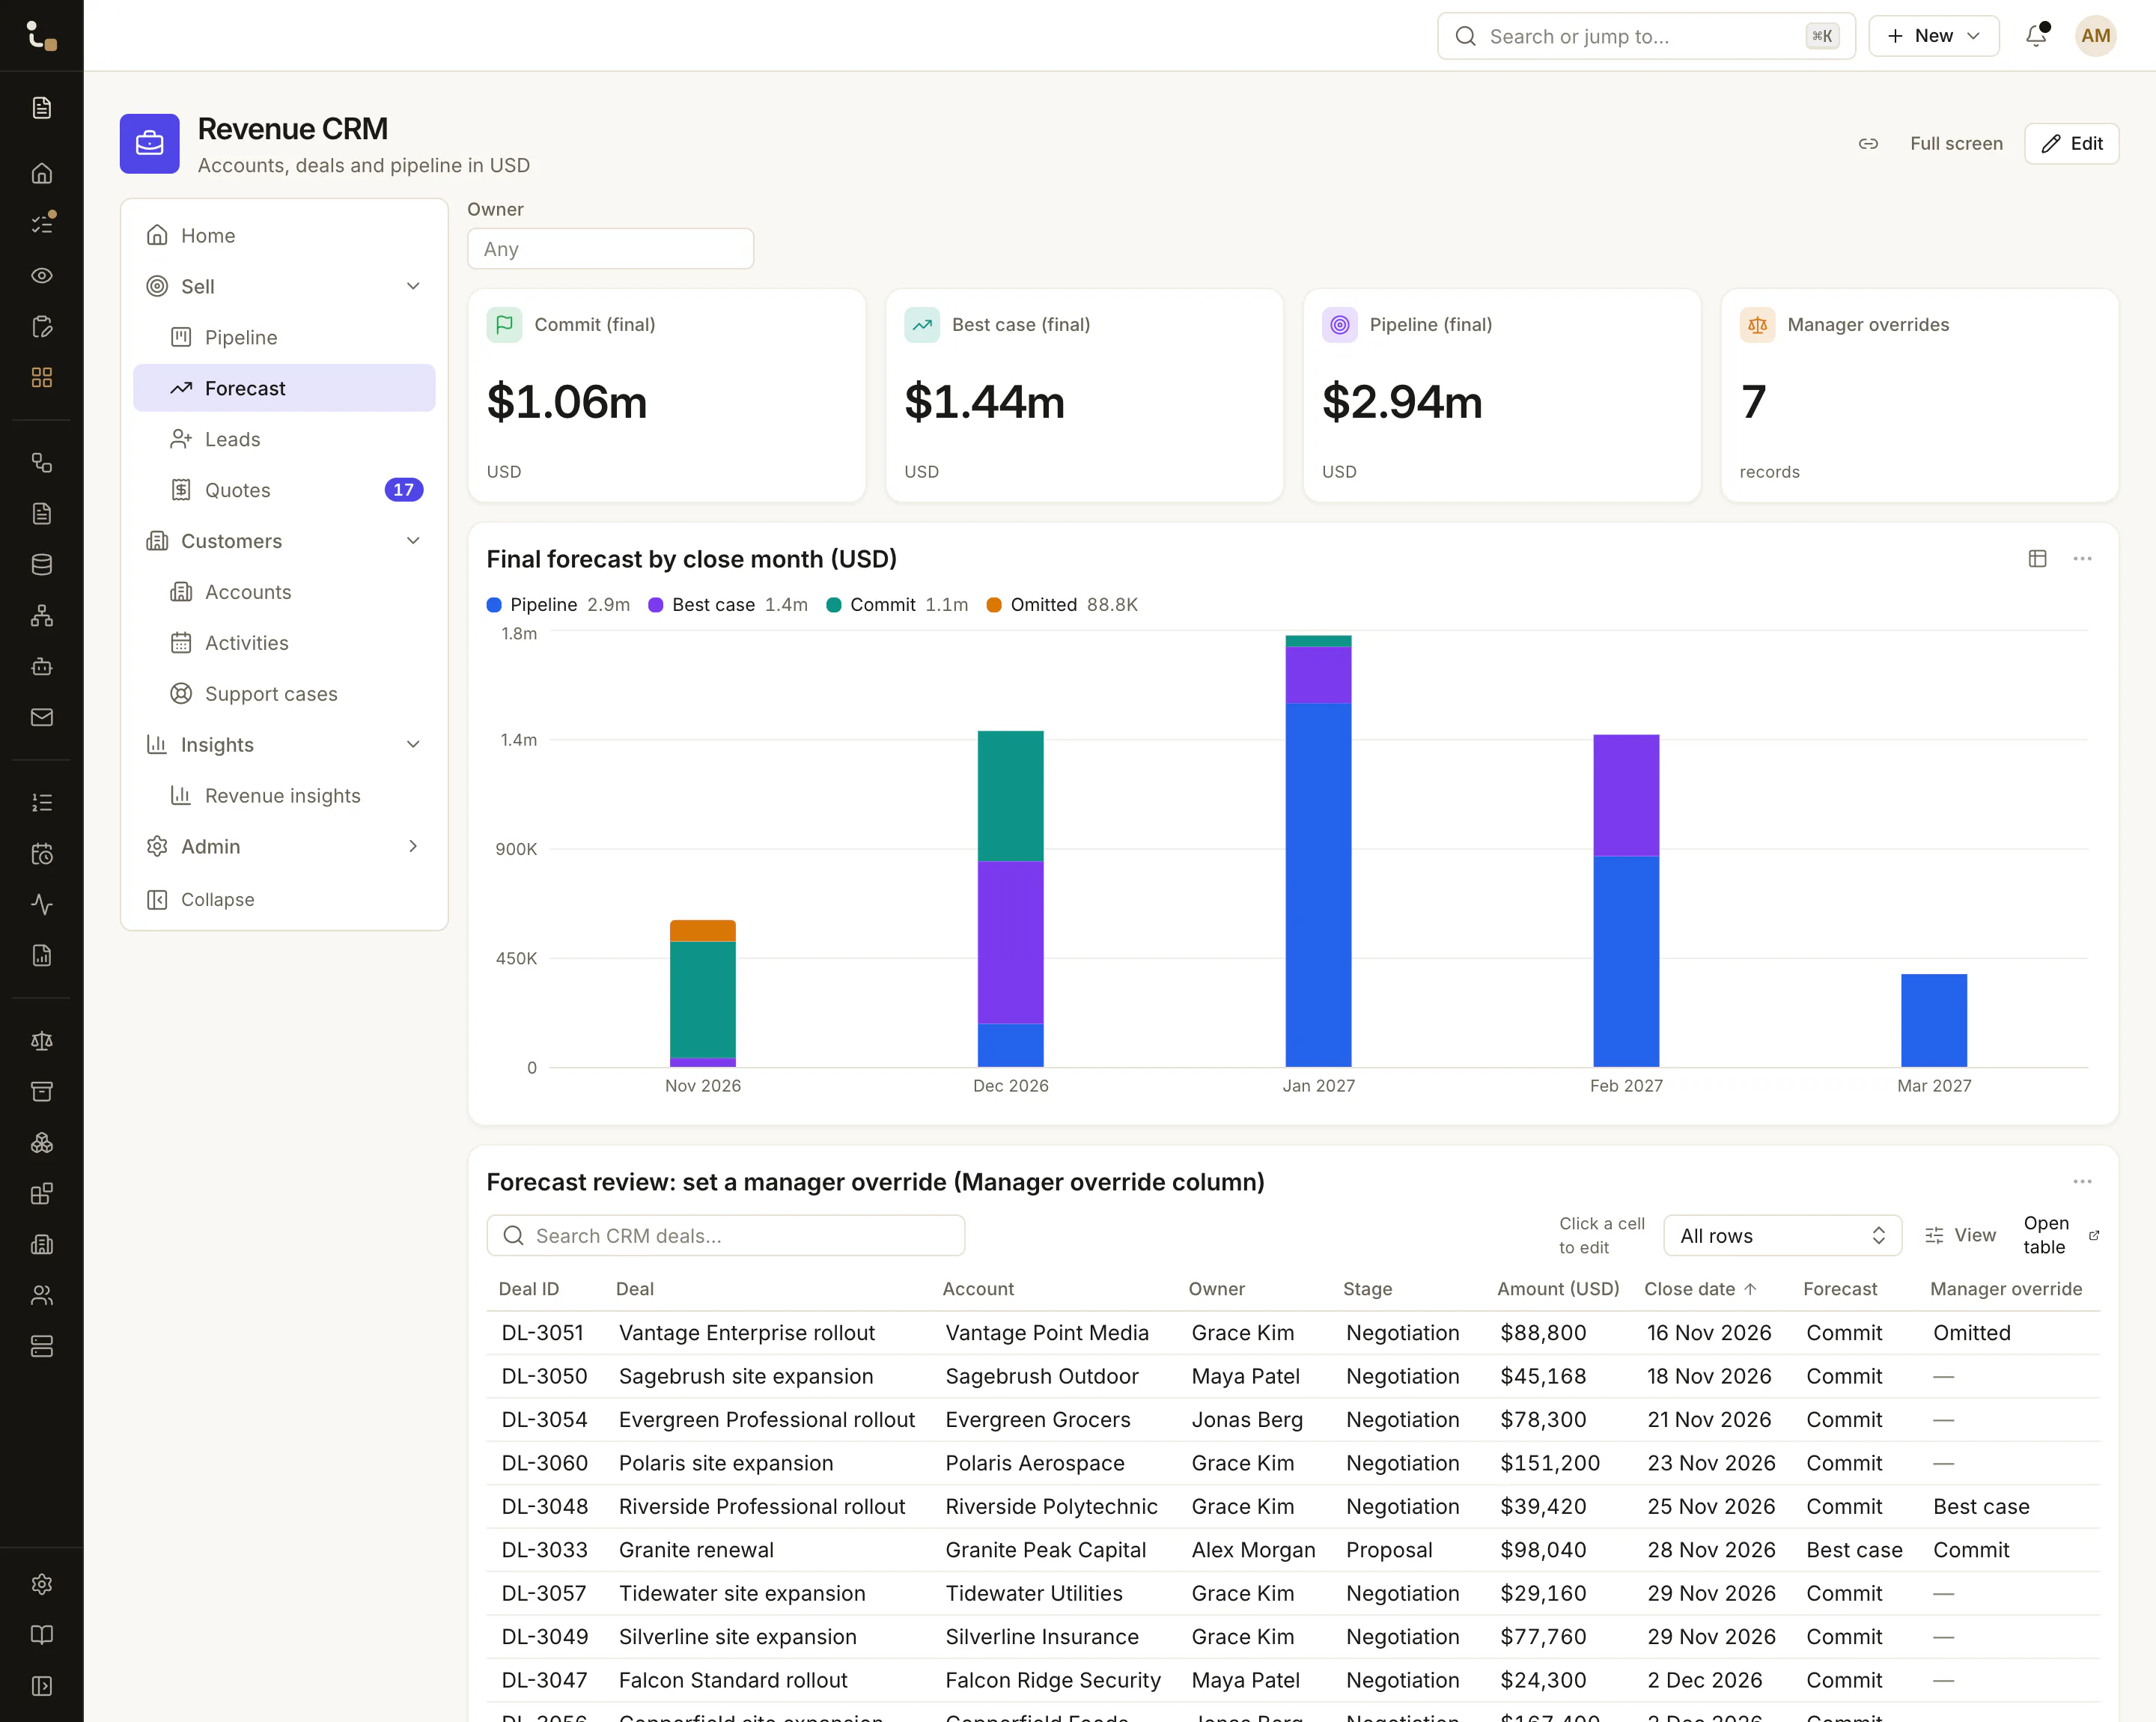 Search or jump to...
⌘K
New
AM
Revenue CRM
Accounts, deals and pipeline in USD
Full screen
Edit
Home
Sell
Pipeline
Forecast
Leads
Quotes 17
Customers
Accounts
Activities
Support cases
Insights
Revenue insights
Admin
Collapse
Owner
Any
Commit (final)
$1.06m
USD
Best case (final)
$1.44m
USD
Pipeline (final)
$2.94m
USD
Manager overrides
7
records
Final forecast by close month (USD)
Pipeline 2.9m Best case 1.4m Commit 1.1m Omitted 88.8K
1.8m
1.4m
900K
450K
0
Nov 2026 Dec 2026 Jan 2027 Feb 2027 Mar 2027
Forecast review: set a manager override (Manager override column)
Search CRM deals...
Click a cell
to edit
All rows
View
Open
table
Deal ID Deal Account Owner Stage Amount (USD) Close date Forecast Manager override
DL-3051 Vantage Enterprise rollout Vantage Point Media Grace Kim Negotiation $88,800 16 Nov 2026 Commit Omitted
DL-3050 Sagebrush site expansion Sagebrush Outdoor Maya Patel Negotiation $45,168 18 Nov 2026 Commit —
DL-3054 Evergreen Professional rollout Evergreen Grocers Jonas Berg Negotiation $78,300 21 Nov 2026 Commit —
DL-3060 Polaris site expansion Polaris Aerospace Grace Kim Negotiation $151,200 23 Nov 2026 Commit —
DL-3048 Riverside Professional rollout Riverside Polytechnic Grace Kim Negotiation $39,420 25 Nov 2026 Commit Best case
DL-3033 Granite renewal Granite Peak Capital Alex Morgan Proposal $98,040 28 Nov 2026 Best case Commit
DL-3057 Tidewater site expansion Tidewater Utilities Grace Kim Negotiation $29,160 29 Nov 2026 Commit —
DL-3049 Silverline site expansion Silverline Insurance Grace Kim Negotiation $77,760 29 Nov 2026 Commit —
DL-3047 Falcon Standard rollout Falcon Ridge Security Maya Patel Negotiation $24,300 2 Dec 2026 Commit —